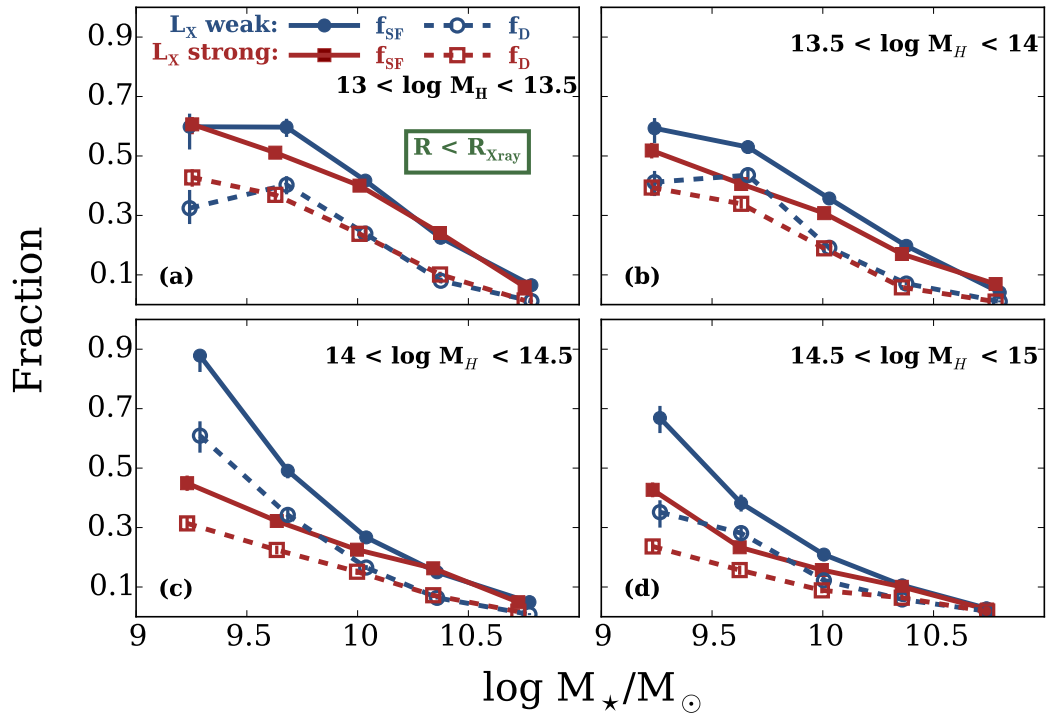 L_X weak: f_SF f_D
L_X strong: f_SF f_D
13 < log M_H < 13.5
R < R_Xray
(a)
0.9
0.7
0.5
0.3
0.1
13.5 < log M_H < 14
(b)
14 < log M_H < 14.5
(c)
0.9
0.7
0.5
0.3
0.1
9 9.5 10 10.5
14.5 < log M_H < 15
(d)
9 9.5 10 10.5
Fraction
log M_⋆/M_⊙